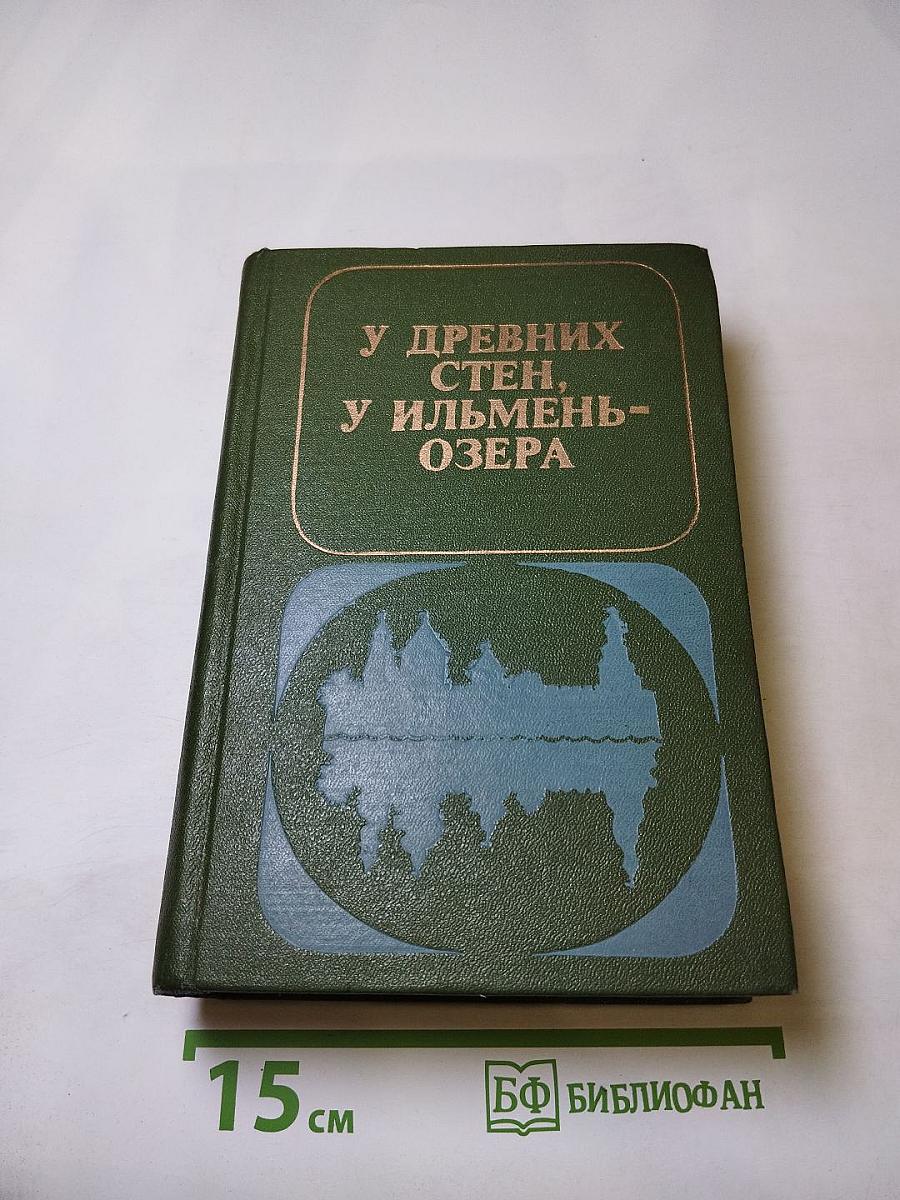 У ДРЕВНИХ
СТЕН,
У ИЛЬМЕНЬ-
ОЗЕРА
15 см
БФ БИБЛИОФАН